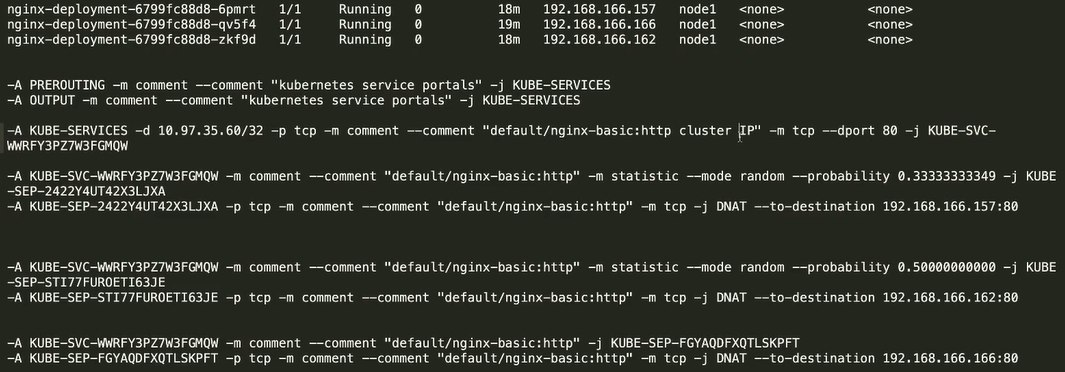 nginx-deployment-6799fc88d8-6pmrt 1/1 Running 0 18m 192.168.166.157 node1 <none> <none>
nginx-deployment-6799fc88d8-qv5f4 1/1 Running 0 19m 192.168.166.166 node1 <none> <none>
nginx-deployment-6799fc88d8-zkf9d 1/1 Running 0 18m 192.168.166.162 node1 <none> <none>
-A PREROUTING -m comment --comment "kubernetes service portals" -j KUBE-SERVICES
-A OUTPUT -m comment --comment "kubernetes service portals" -j KUBE-SERVICES
-A KUBE-SERVICES -d 10.97.35.60/32 -p tcp -m comment --comment "default/nginx-basic:http cluster IP" -m tcp --dport 80 -j KUBE-SVC-
WWRFY3PZ7W3FGMQW
-A KUBE-SVC-WWRFY3PZ7W3FGMQW -m comment --comment "default/nginx-basic:http" -m statistic --mode random --probability 0.33333333349 -j KUBE
-SEP-2422Y4UT42X3LJXA
-A KUBE-SEP-2422Y4UT42X3LJXA -p tcp -m comment --comment "default/nginx-basic:http" -m tcp -j DNAT --to-destination 192.168.166.157:80
-A KUBE-SVC-WWRFY3PZ7W3FGMQW -m comment --comment "default/nginx-basic:http" -m statistic --mode random --probability 0.50000000000 -j KUBE
-SEP-STI77FUROETI63JE
-A KUBE-SEP-STI77FUROETI63JE -p tcp -m comment --comment "default/nginx-basic:http" -m tcp -j DNAT --to-destination 192.168.166.162:80
-A KUBE-SVC-WWRFY3PZ7W3FGMQW -m comment --comment "default/nginx-basic:http" -j KUBE-SEP-FGYAQDFXQTLSKPFT
-A KUBE-SEP-FGYAQDFXQTLSKPFT -p tcp -m comment --comment "default/nginx-basic:http" -m tcp -j DNAT --to-destination 192.168.166.166:80